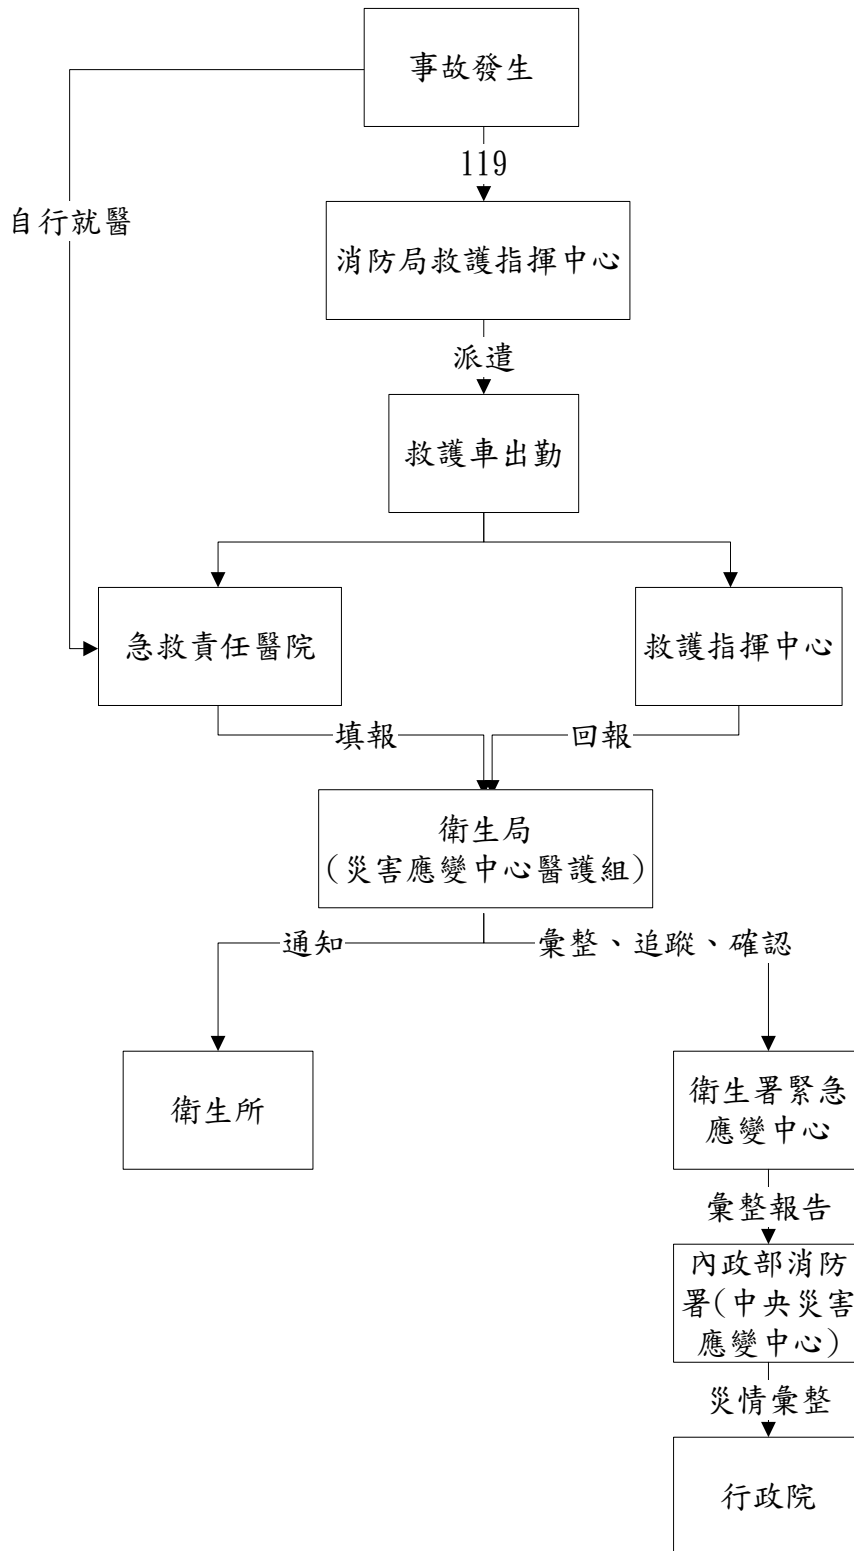 事故發生
119
自行就醫
消防局救護指揮中心
派遣
救護車出勤
急救責任醫院
救護指揮中心
填報
回報
衛生局
(災害應變中心醫護組)
通知
彙整、追蹤、確認
衛生所
衛生署緊急
應變中心
彙整報告
內政部消防
署(中央災害
應變中心)
災情彙整
行政院